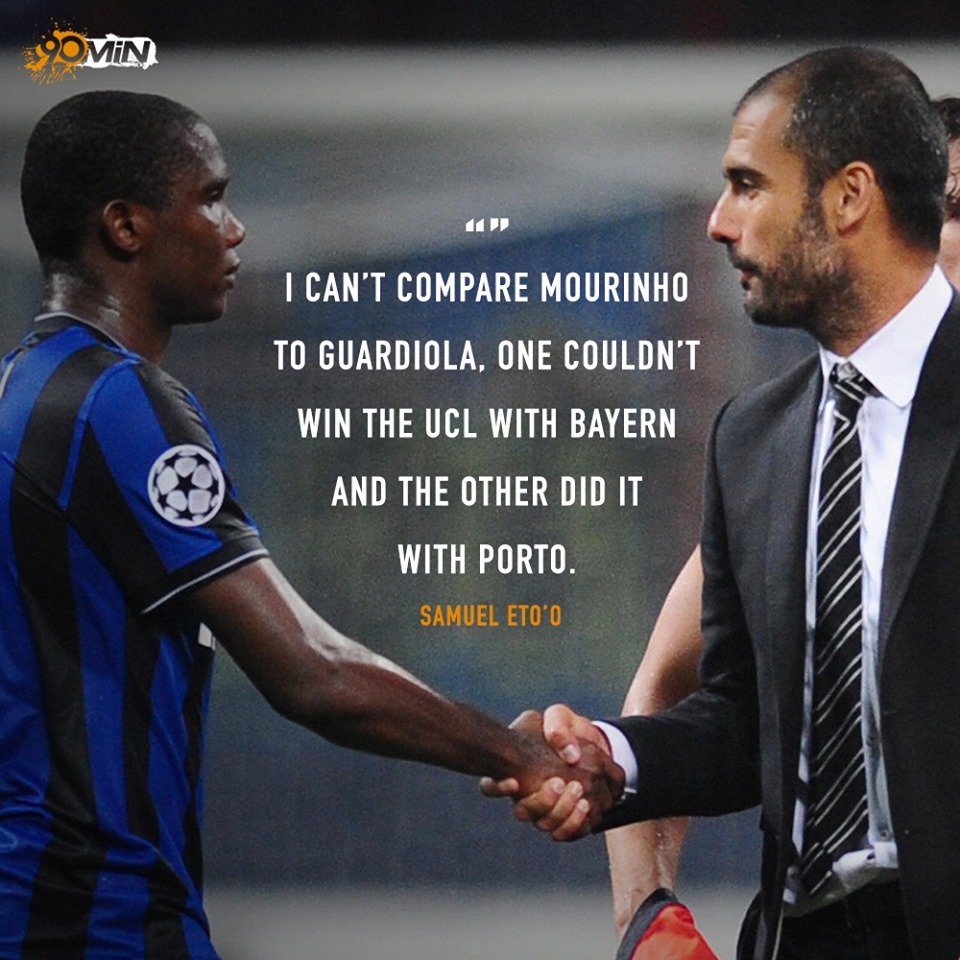 90MiN
“”
I CAN’T COMPARE MOURINHO
TO GUARDIOLA, ONE COULDN’T
WIN THE UCL WITH BAYERN
AND THE OTHER DID IT
WITH PORTO.
SAMUEL ETO’O